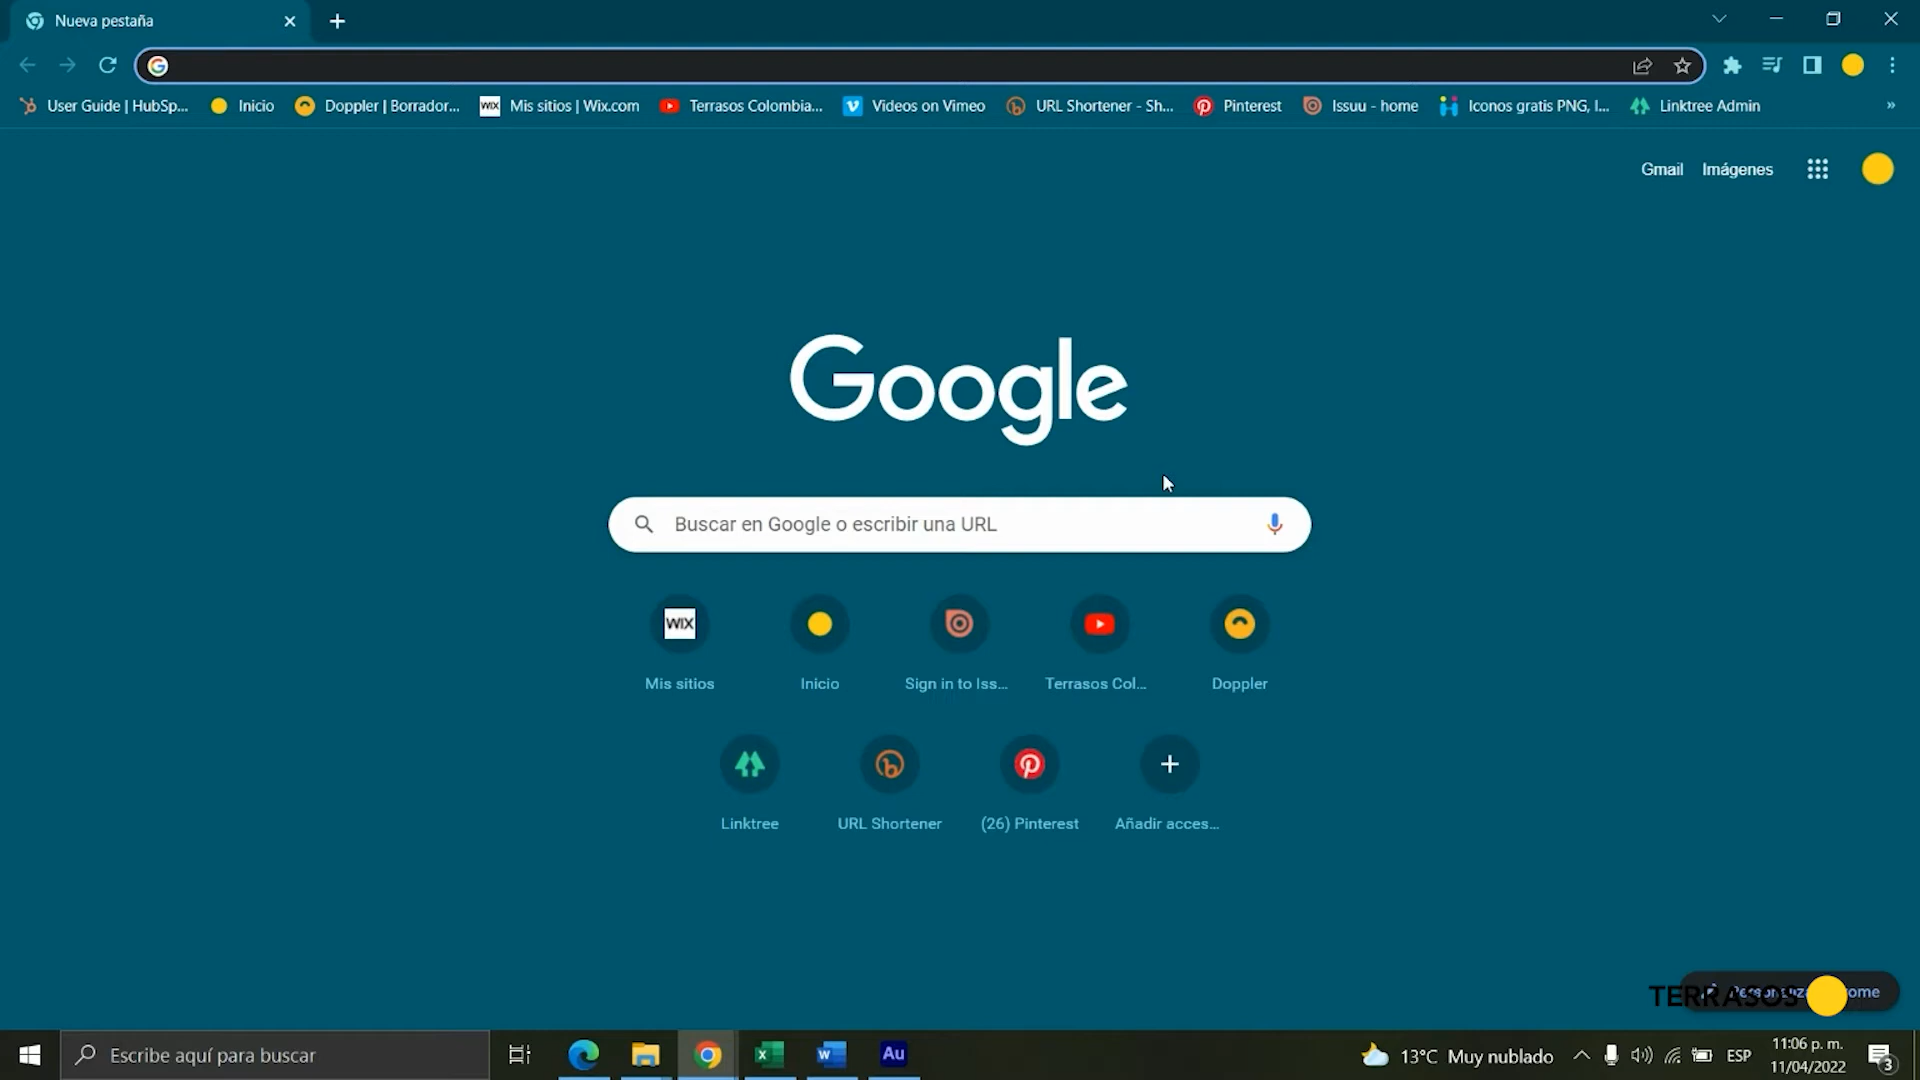 Nueva pestaña
User Guide | HubSp...
Inicio
Doppler | Borrador...
WIX
Mis sitios | Wix.com
Terrasos Colombia...
Videos on Vimeo
URL Shortener - Sh...
Pinterest
Issuu - home
Iconos gratis PNG, I...
Linktree Admin
»
Gmail
Imágenes
Google
Buscar en Google o escribir una URL
WIX
Mis sitios
Inicio
Sign in to Iss...
Terrasos Col...
Doppler
Linktree
URL Shortener
(26) Pinterest
Añadir acces...
TERRASOS
Escribe aquí para buscar
Au
13°C Muy nublado
ESP
11:06 p. m.
11/04/2022
3